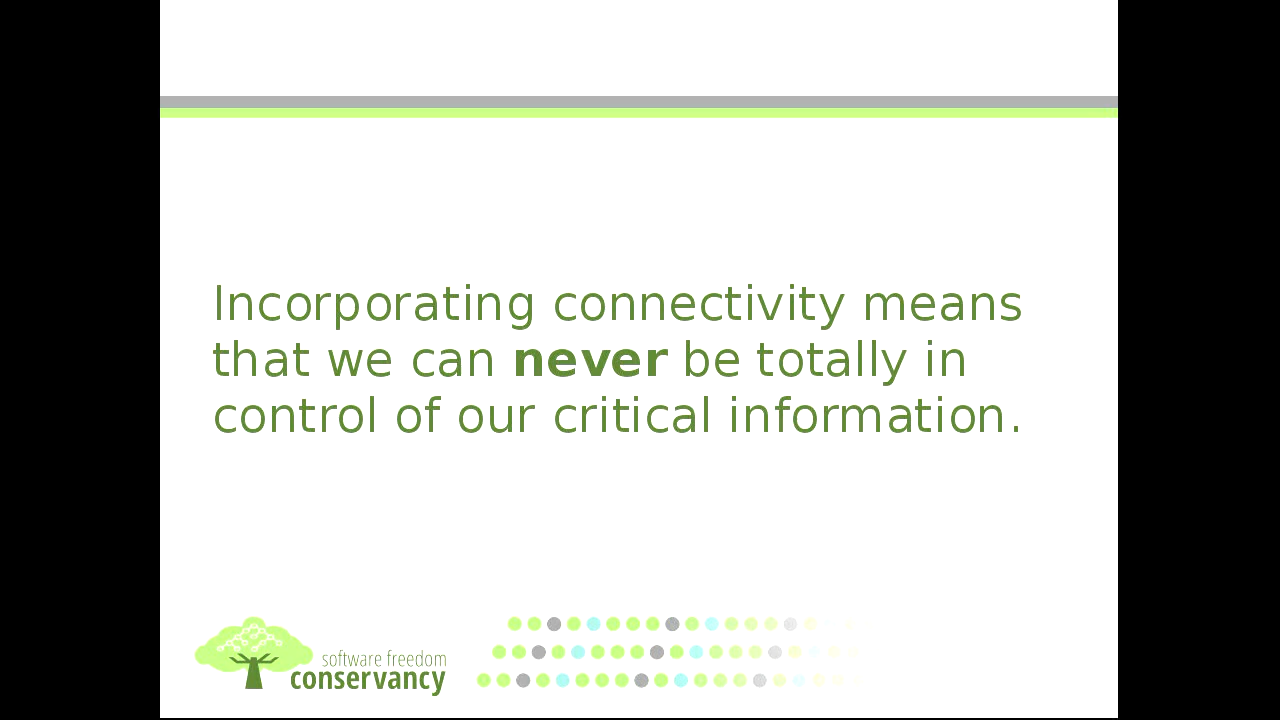 Incorporating connectivity means
that we can never be totally in
control of our critical information.
software freedom
conservancy